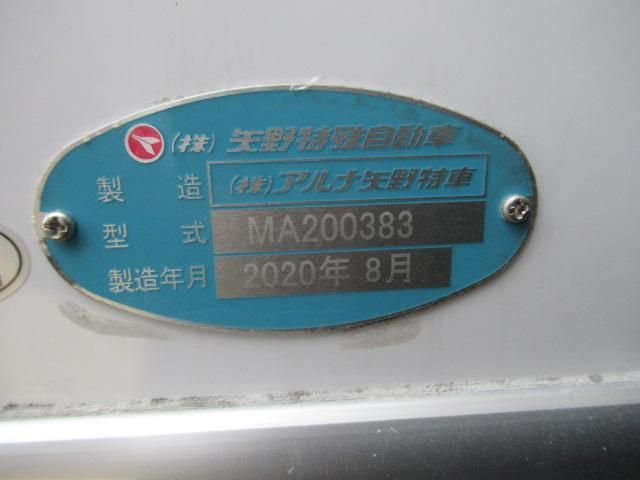 (株) 矢野特殊自動車
製造 (株) アルナ矢野特車
型式 MA200383
製造年月 2020年 8月